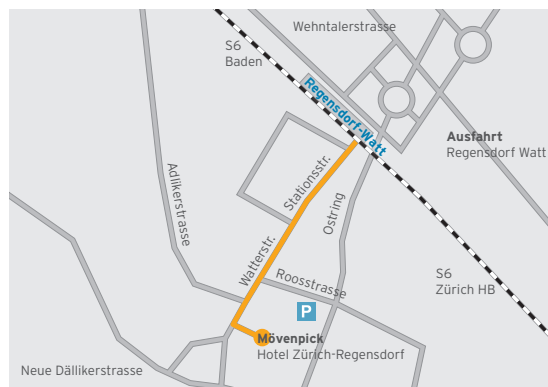 Wehntalerstrasse
S6
Baden
Regensdorf-Watt
Ausfahrt
Regensdorf Watt
Stationsstr.
Adlikerstrasse
Ostring
Watterstr.
Roosstrasse
S6
Zürich HB
P
Mövenpick
Hotel Zürich-Regensdorf
Neue Dällikerstrasse